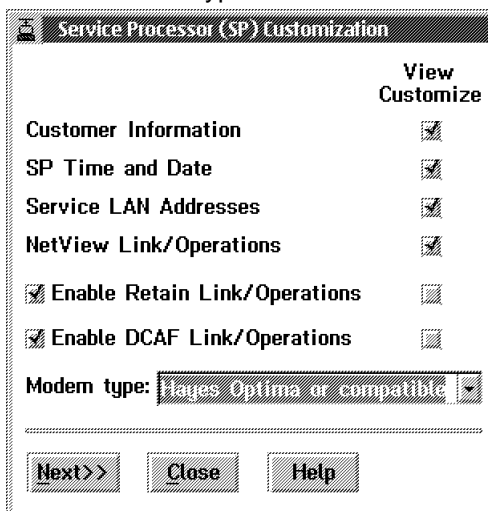 Service Processor (SP) Customization
View
Customize
Customer Information
SP Time and Date
Service LAN Addresses
NetView Link/Operations
Enable Retain Link/Operations
Enable DCAF Link/Operations
Modem type: Hayes Optima or compatible
Next>> Close Help